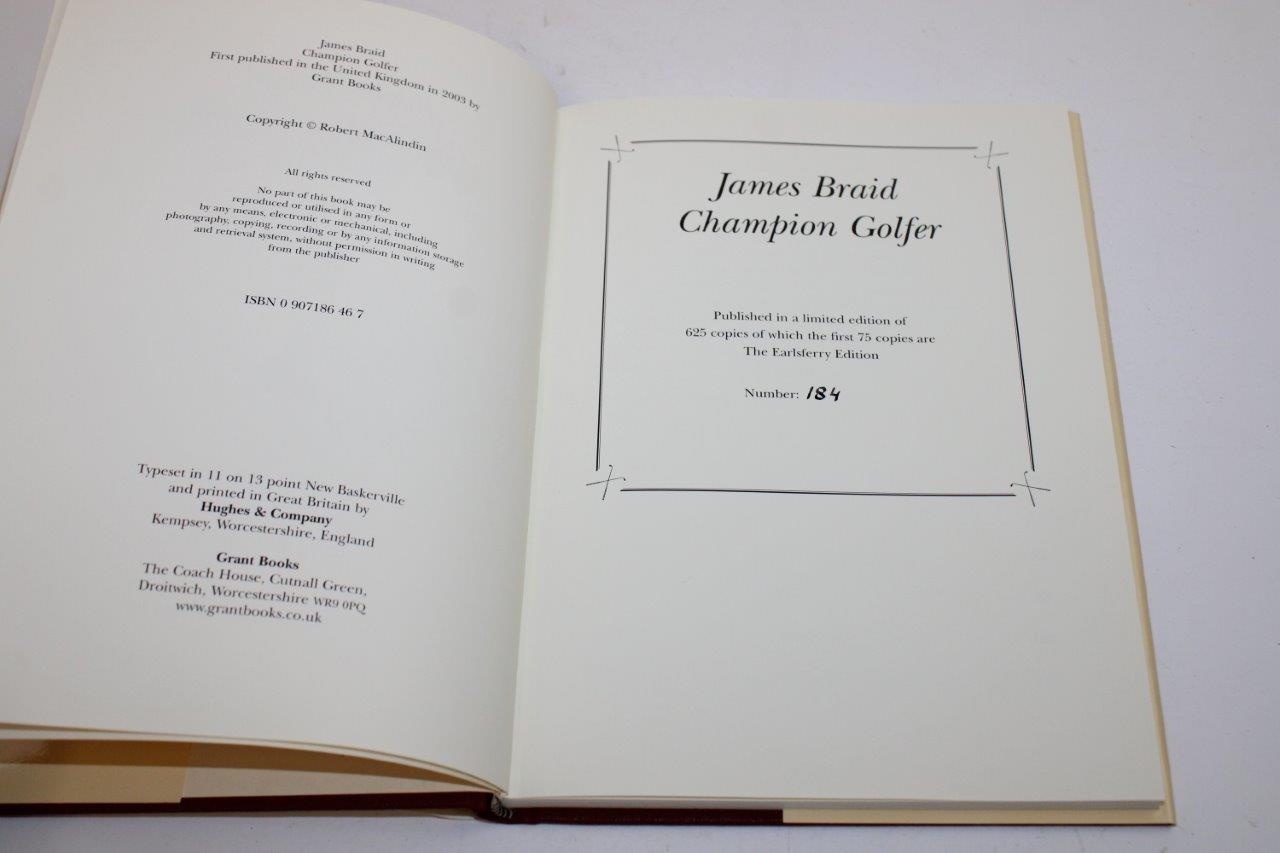 James Braid
Champion Golfer
First published in the United Kingdom in 2003 by
Grant Books
Copyright © Robert MacAlindin
All rights reserved
No part of this book may be
reproduced or utilised in any form or
by any means, electronic or mechanical, including
photography, copying, recording or by any information storage
and retrieval system, without permission in writing
from the publisher
ISBN 0 907186 46 7
Typeset in 11 on 13 point New Baskerville
and printed in Great Britain by
Hughes & Company
Kempsey, Worcestershire, England
Grant Books
The Coach House, Cutnall Green,
Droitwich, Worcestershire WR9 0PQ
www.grantbooks.co.uk
James Braid
Champion Golfer
Published in a limited edition of
625 copies of which the first 75 copies are
The Earlsferry Edition
Number: 184